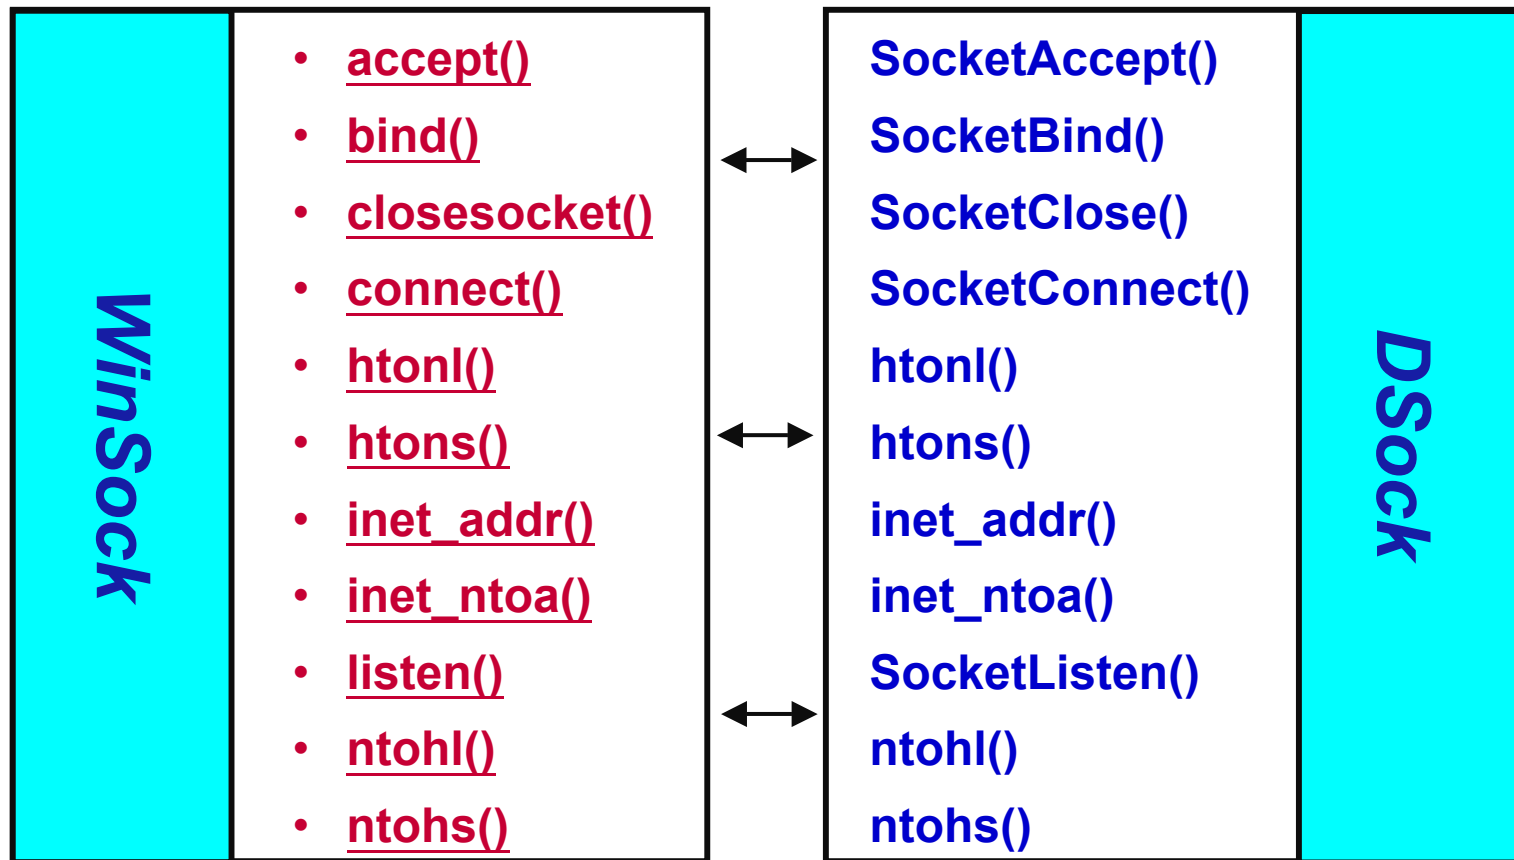 WinSock
• accept()
• bind()
• closesocket()
• connect()
• htonl()
• htons()
• inet_addr()
• inet_ntoa()
• listen()
• ntohl()
• ntohs()
SocketAccept()
SocketBind()
SocketClose()
SocketConnect()
htonl()
htons()
inet_addr()
inet_ntoa()
SocketListen()
ntohl()
ntohs()
DSock